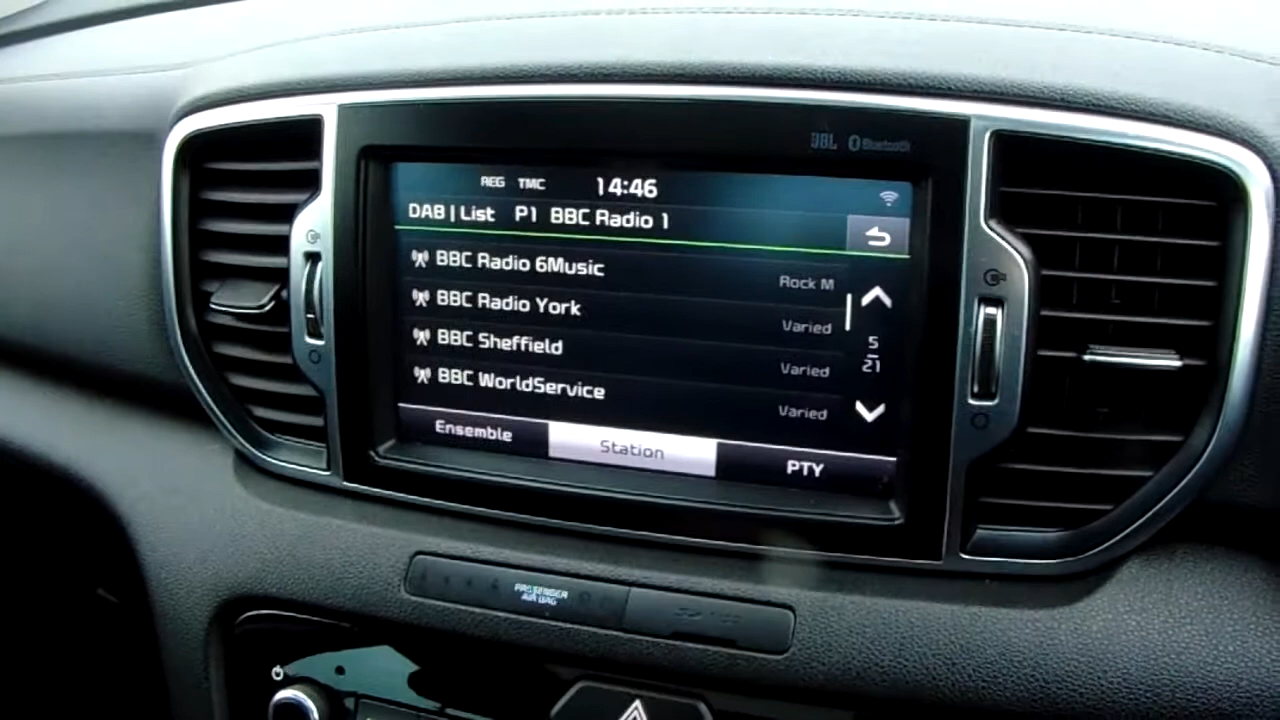 JBL Bluetooth
REG TMC 14:46
DAB | List P1 BBC Radio 1
BBC Radio 6Music Rock M
BBC Radio York Varied
BBC Sheffield Varied
BBC WorldService Varied
5
21
Ensemble Station PTY
PASSENGER
AIR BAG